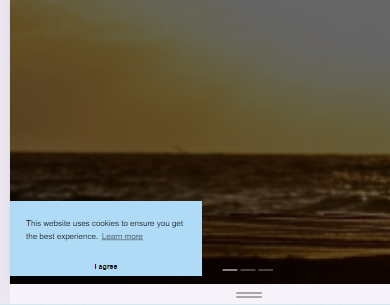 This website uses cookies to ensure you get
the best experience. Learn more
I agree